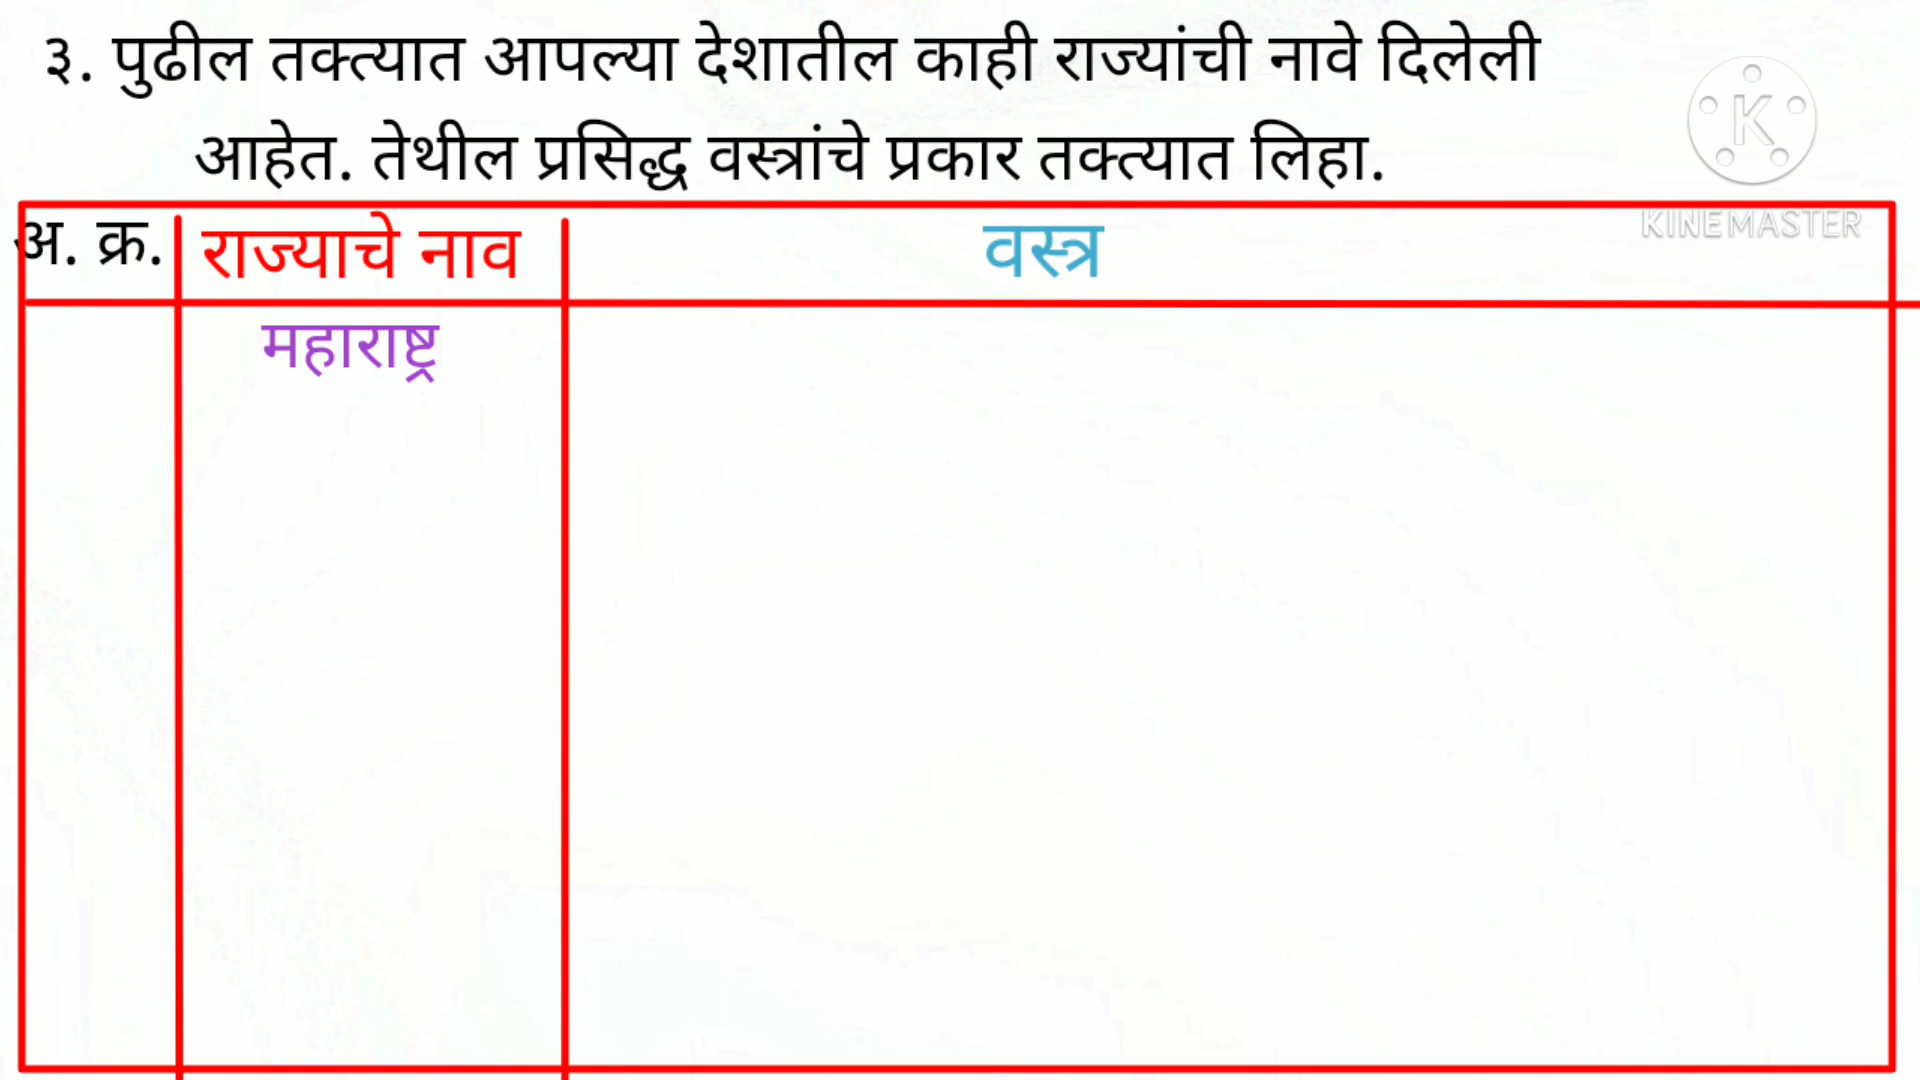 ३. पुढील तक्त्यात आपल्या देशातील काही राज्यांची नावे दिलेली
आहेत. तेथील प्रसिद्ध वस्त्रांचे प्रकार तक्त्यात लिहा.
K
KINEMASTER
अ. क्र. राज्याचे नाव वस्त्र
महाराष्ट्र